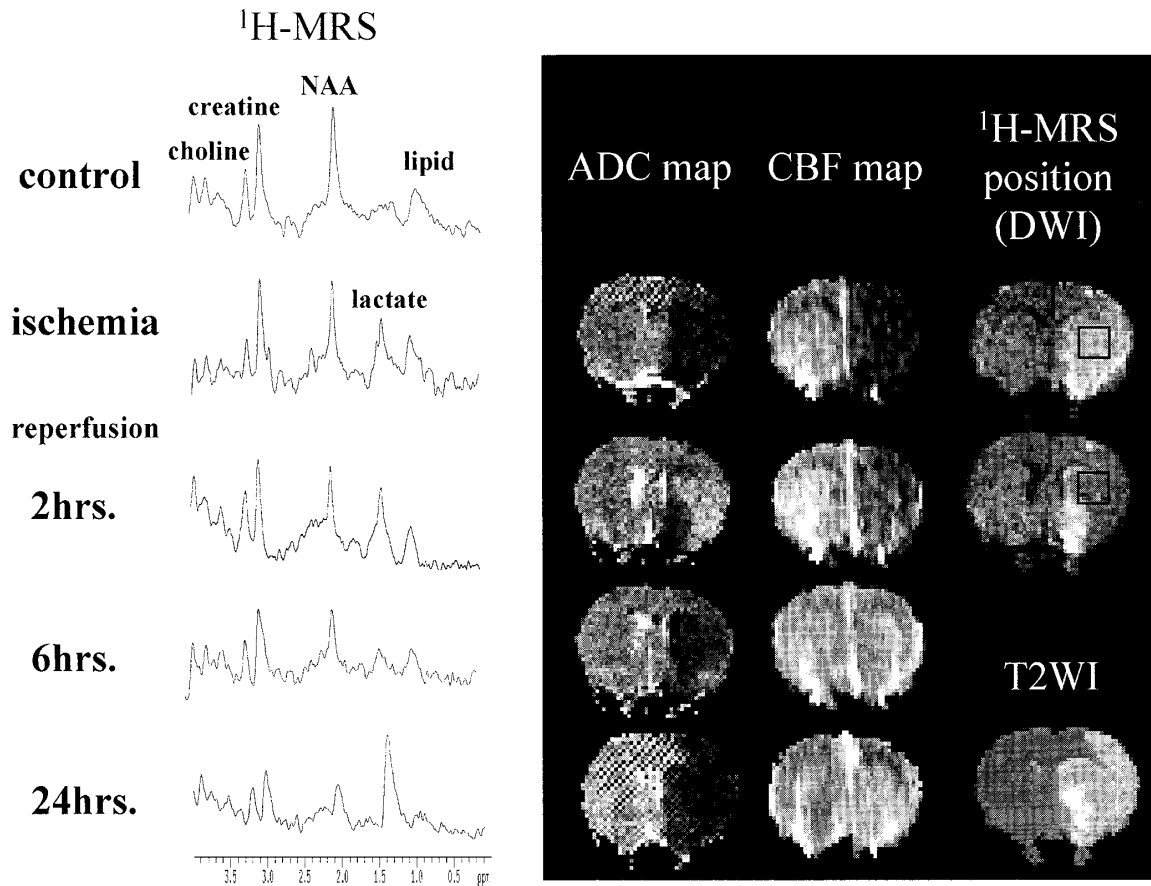 ¹H-MRS
NAA
creatine
choline
lipid
control
lactate
ischemia
reperfusion
2hrs.
6hrs.
24hrs.
3.5 3.0 2.5 2.0 1.5 1.0 0.5 ppm
ADC map
CBF map
¹H-MRS
position
(DWI)
T2WI